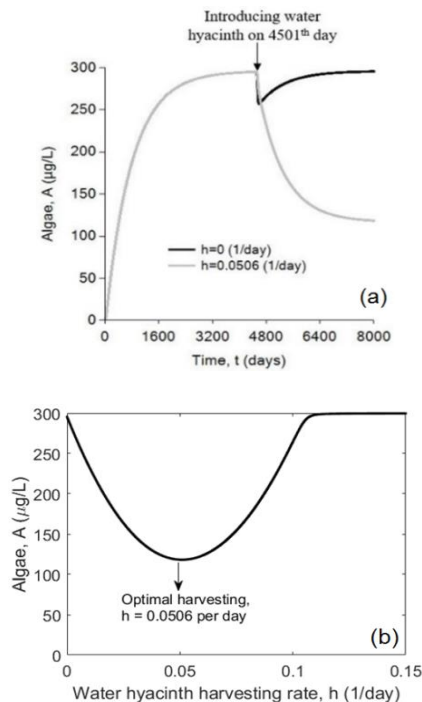 Introducing water
hyacinth on 4501th day
300
250
200
150
100
50
0
Algae, A (µg/L)
h=0 (1/day)
h=0.0506 (1/day)
(a)
0 1600 3200 4800 6400 8000
Time, t (days)
300
250
200
150
100
50
0
Algae, A (µg/L)
Optimal harvesting,
h = 0.0506 per day
(b)
0 0.05 0.1 0.15
Water hyacinth harvesting rate, h (1/day)